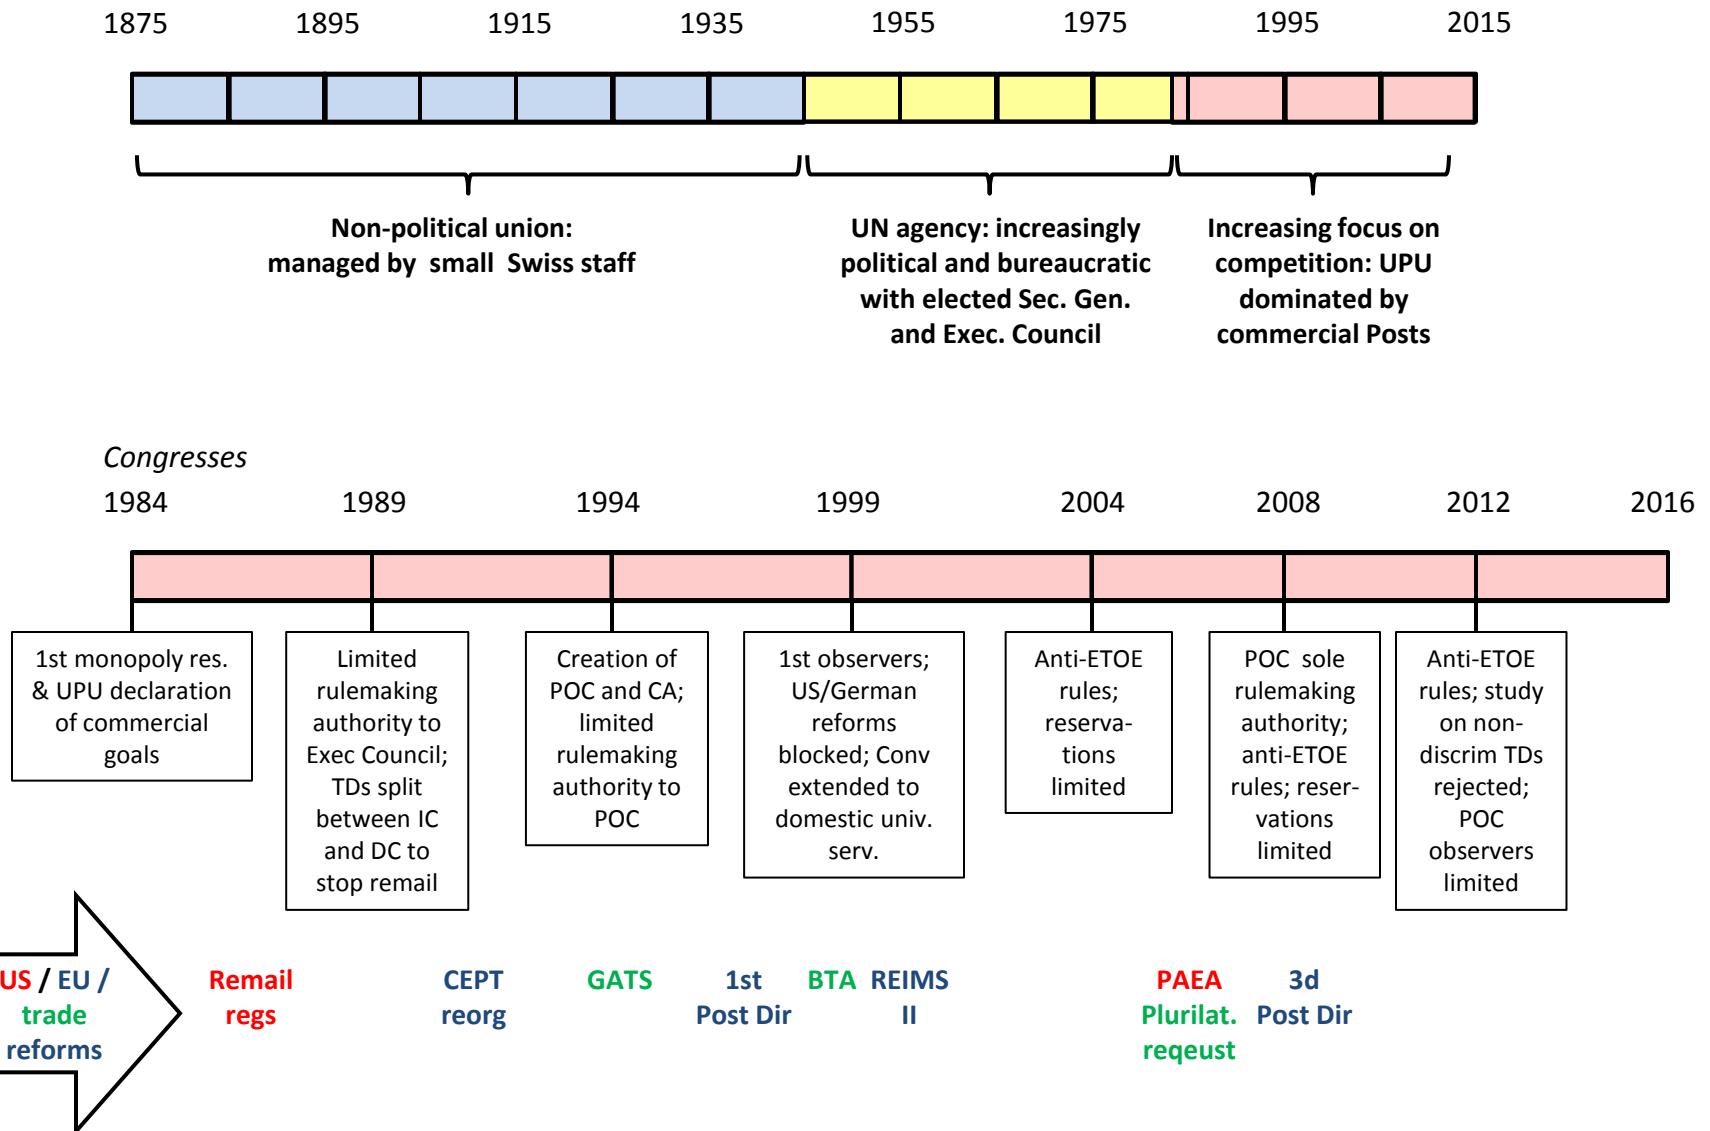 1875 1895 1915 1935 1955 1975 1995 2015
Non-political union:
managed by small Swiss staff
UN agency: increasingly
political and bureaucratic
with elected Sec. Gen.
and Exec. Council
Increasing focus on
competition: UPU
dominated by
commercial Posts
Congresses
1984 1989 1994 1999 2004 2008 2012 2016
1st monopoly res.
& UPU declaration
of commercial
goals
Limited
rulemaking
authority to
Exec Council;
TDs split
between IC
and DC to
stop remail
Creation of
POC and CA;
limited
rulemaking
authority to
POC
1st observers;
US/German
reforms
blocked; Conv
extended to
domestic univ.
serv.
Anti-ETOE
rules;
reserva-
tions
limited
POC sole
rulemaking
authority;
anti-ETOE
rules; reser-
vations
limited
Anti-ETOE
rules; study
on non-
discrim TDs
rejected;
POC
observers
limited
US / EU /
trade
reforms
Remail
regs
CEPT
reorg
GATS
1st
Post Dir
BTA
REIMS
II
PAEA
Plurilat.
reqeust
3d
Post Dir